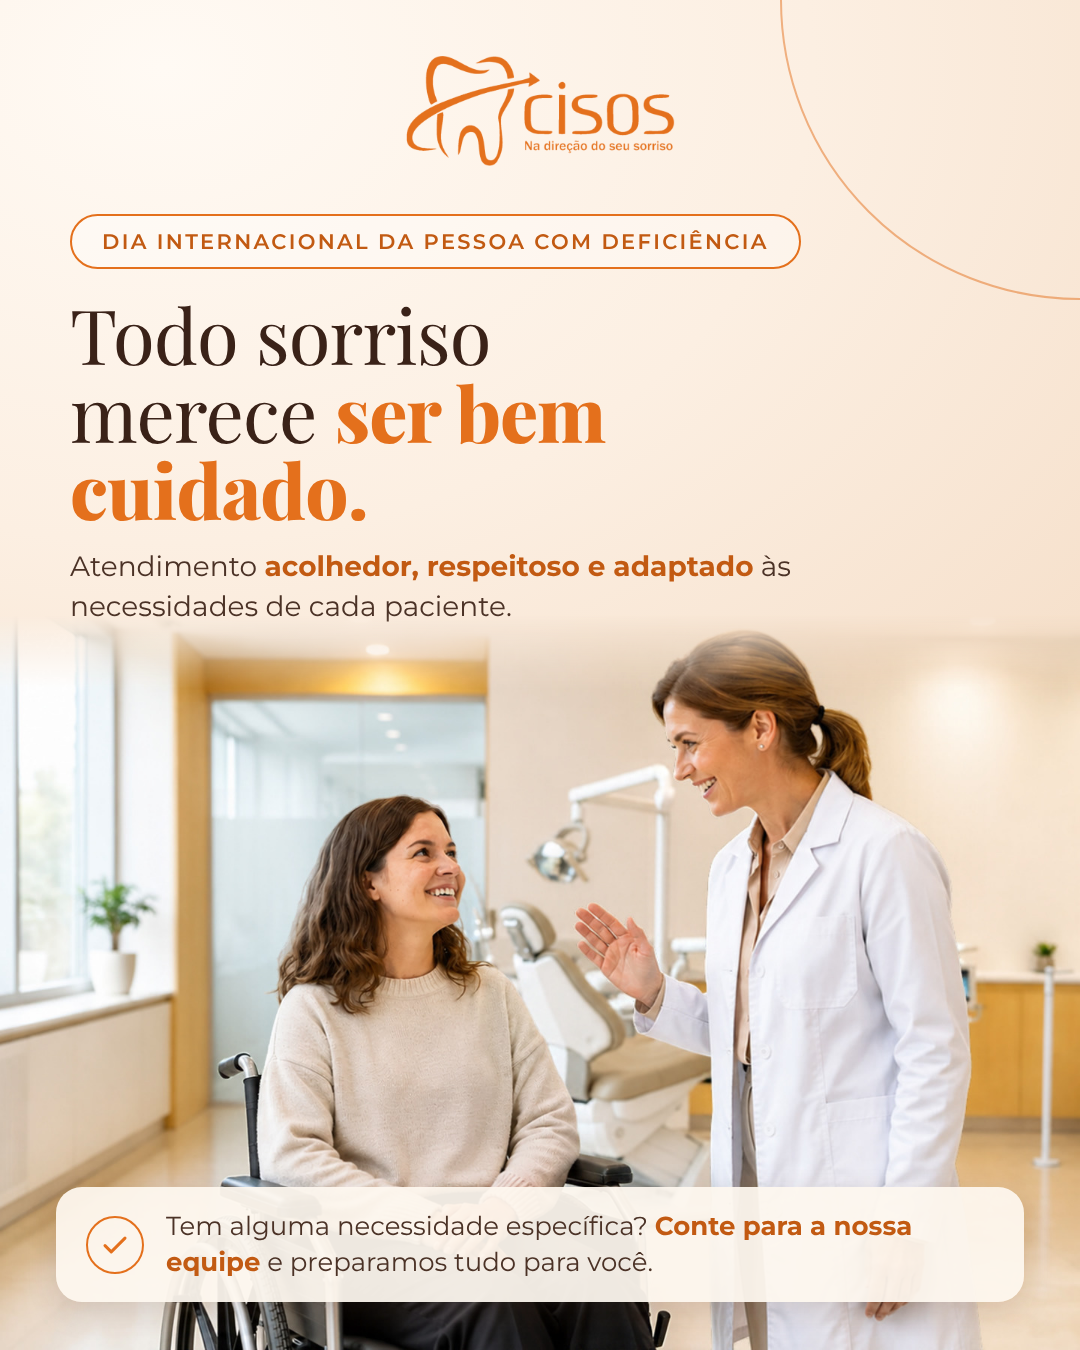 cisos
Na direção do seu sorriso
DIA INTERNACIONAL DA PESSOA COM DEFICIÊNCIA
Todo sorriso
merece ser bem
cuidado.
Atendimento acolhedor, respeitoso e adaptado às
necessidades de cada paciente.
Tem alguma necessidade específica? Conte para a nossa
equipe e preparamos tudo para você.